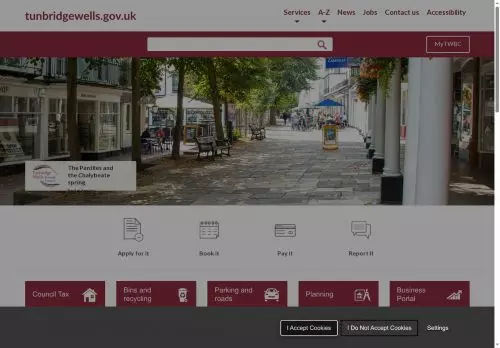 tunbridgewells.gov.uk
Services A-Z News Jobs Contact us Accessibility
MyTWBC
The Pantiles and
the Chalybeate
spring
Apply for it Book it Pay it Report it
Council Tax
Bins and
recycling
Parking and
roads
Planning
Business
Portal
I Accept Cookies I Do Not Accept Cookies Settings